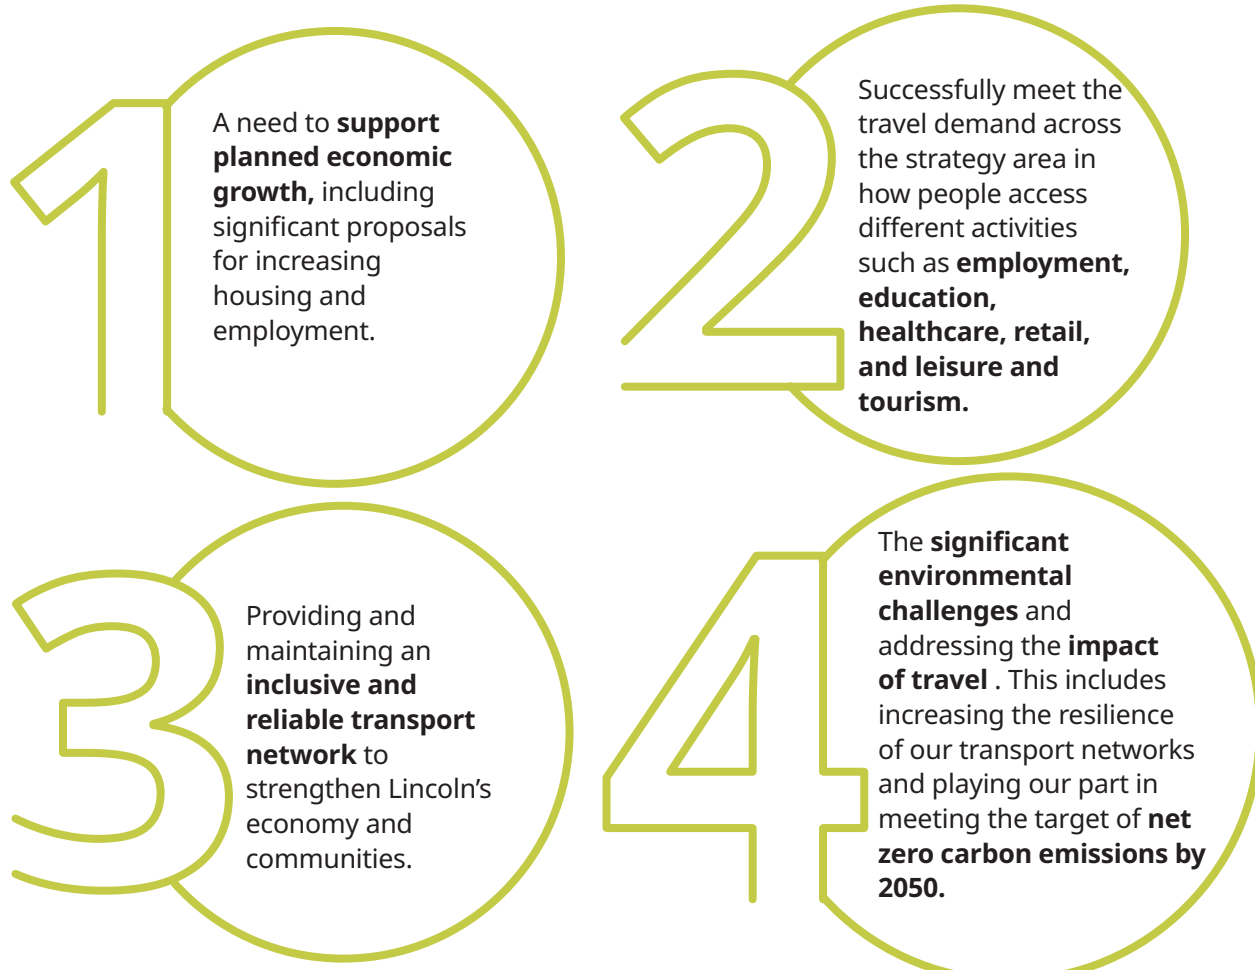 1
A need to support
planned economic
growth, including
significant proposals
for increasing
housing and
employment.
2
Successfully meet the
travel demand across
the strategy area in
how people access
different activities
such as employment,
education,
healthcare, retail,
and leisure and
tourism.
3
Providing and
maintaining an
inclusive and
reliable transport
network to
strengthen Lincoln’s
economy and
communities.
4
The significant
environmental
challenges and
addressing the impact
of travel . This includes
increasing the resilience
of our transport networks
and playing our part in
meeting the target of net
zero carbon emissions by
2050.